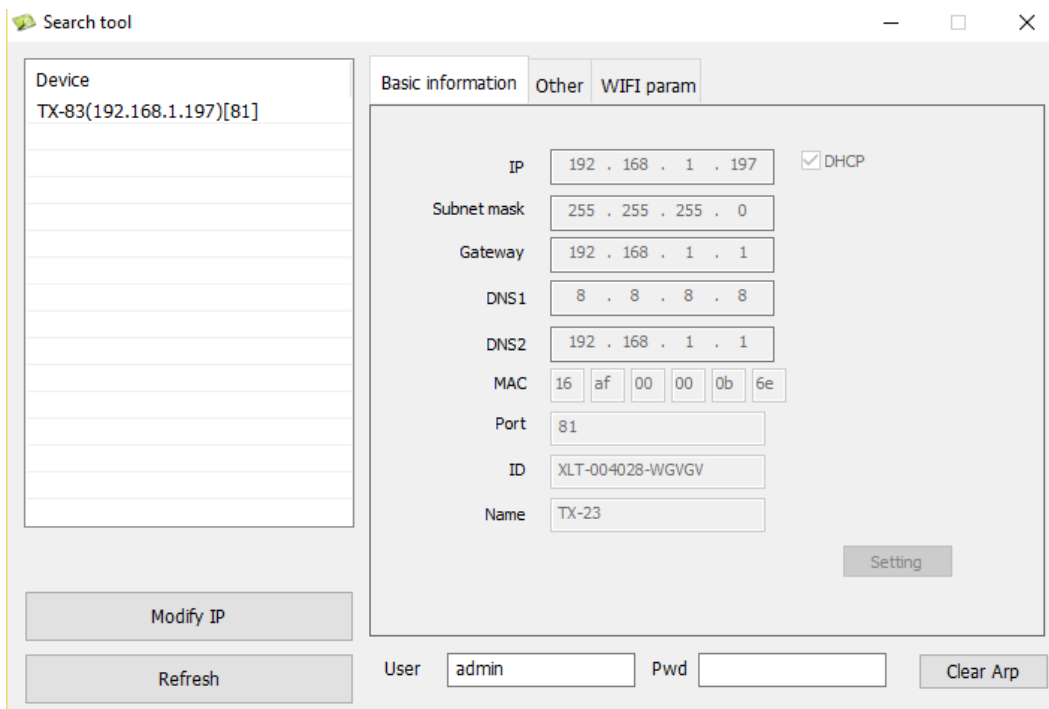 Search tool
Device
TX-83(192.168.1.197)[81]
Modify IP
Refresh
Basic information Other WIFI param
IP 192 . 168 . 1 . 197 DHCP
Subnet mask 255 . 255 . 255 . 0
Gateway 192 . 168 . 1 . 1
DNS1 8 . 8 . 8 . 8
DNS2 192 . 168 . 1 . 1
MAC 16 af 00 00 0b 6e
Port 81
ID XLT-004028-WGVGV
Name TX-23
Setting
User admin Pwd Clear Arp